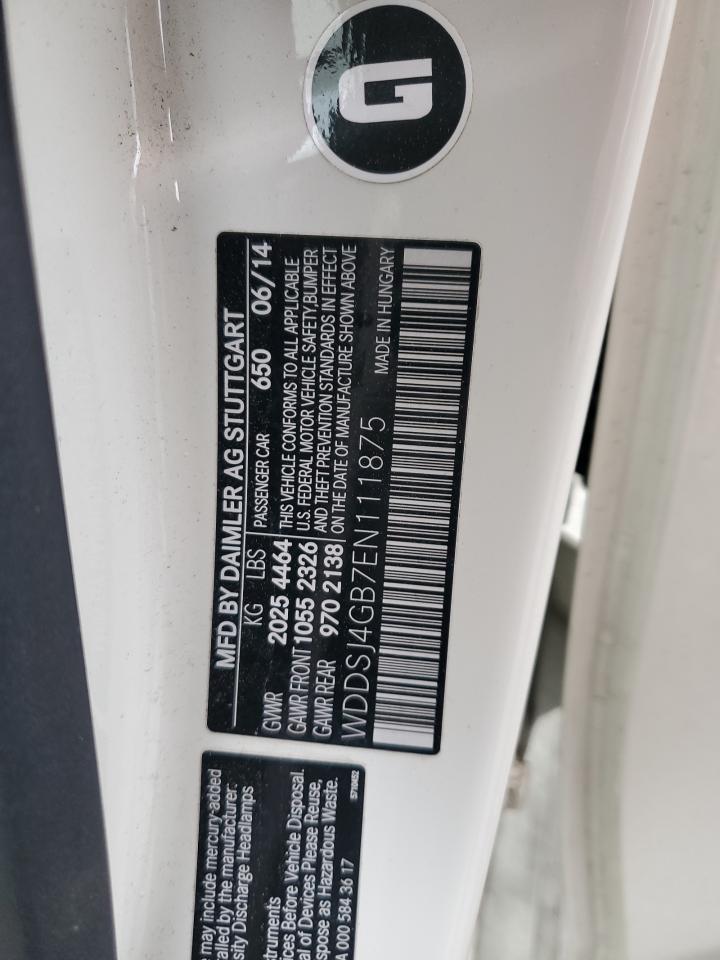 G
MFD BY DAIMLER AG STUTTGART
KG LBS PASSENGER CAR 650 06/14
GVWR 2025 4464 THIS VEHICLE CONFORMS TO ALL APPLICABLE
GAWR FRONT 1055 2326 U.S. FEDERAL MOTOR VEHICLE SAFETY, BUMPER
GAWR REAR 970 2138 AND THEFT PREVENTION STANDARDS IN EFFECT
ON THE DATE OF MANUFACTURE SHOWN ABOVE
WDDSJ4GB7EN111875 MADE IN HUNGARY
may include mercury-added
alled by the manufacturer:
sity Discharge Headlamps
truments
ices Before Vehicle Disposal.
al of Devices Please Reuse,
spose as Hazardous Waste.
A 000 584 36 17